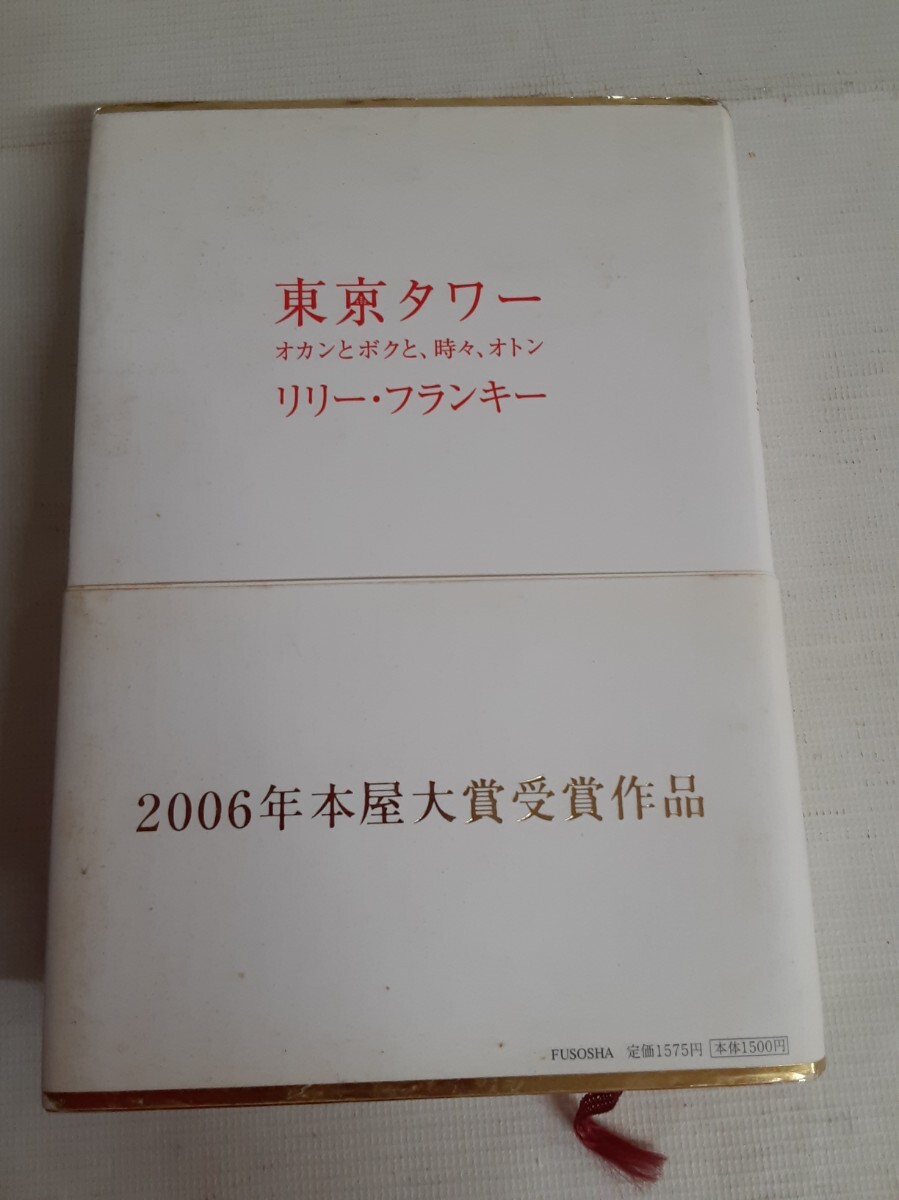 東京タワー
オカンとボクと、時々、オトン
リリー・フランキー
2006年本屋大賞受賞作品
FUSOSHA 定価1575円 本体1500円